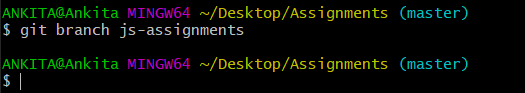 ANKITA@Ankita MINGW64 ~/Desktop/Assignments (master)
$ git branch js-assignments
ANKITA@Ankita MINGW64 ~/Desktop/Assignments (master)
$